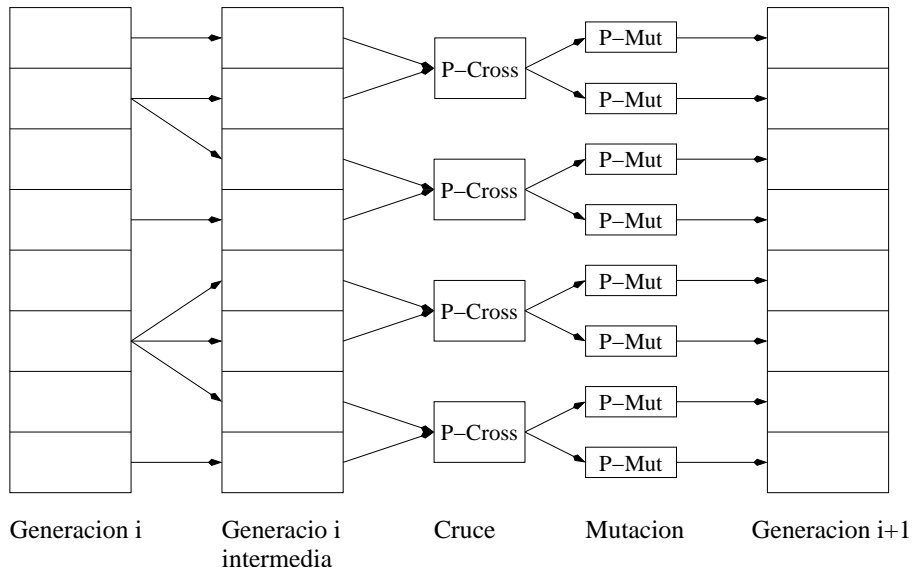 P−Mut
P−Cross
P−Mut
P−Mut
P−Cross
P−Mut
P−Mut
P−Cross
P−Mut
P−Mut
P−Cross
P−Mut
Generacion i
Generacio i
intermedia
Cruce
Mutacion
Generacion i+1